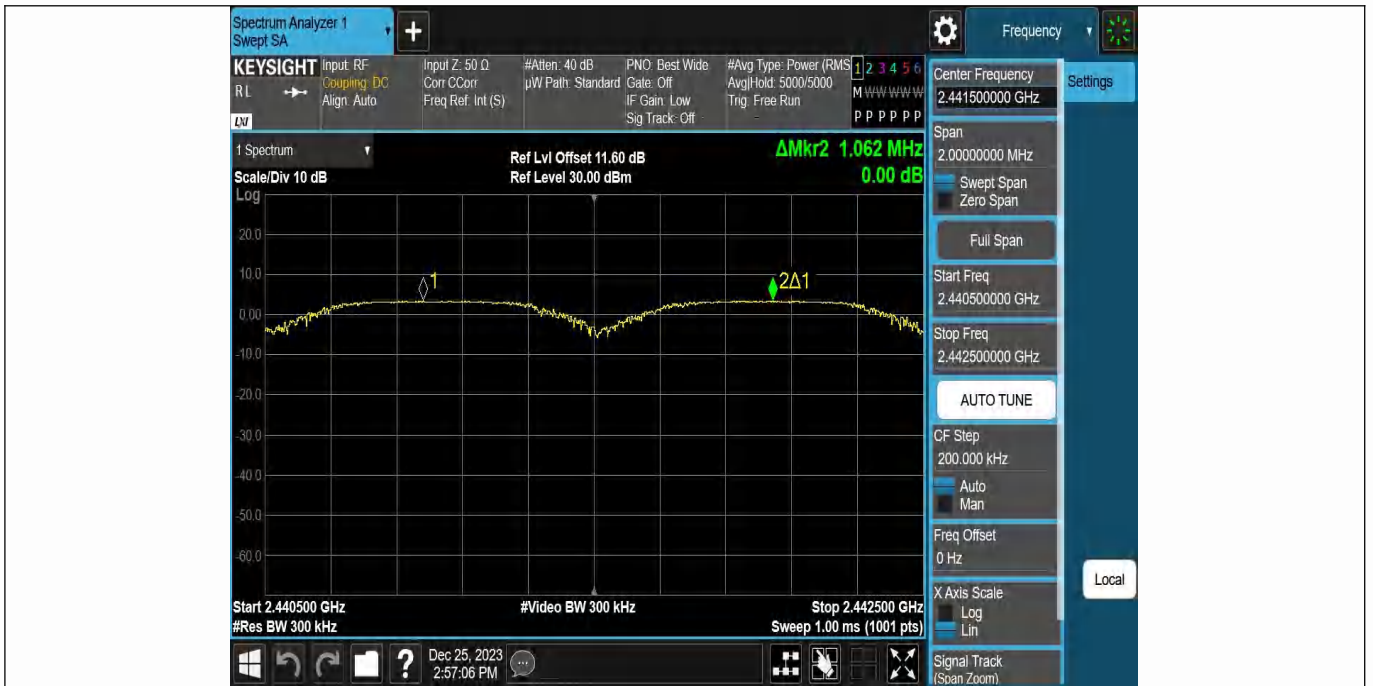 Spectrum Analyzer 1
Swept SA
+
Frequency
KEYSIGHT
R L
LXI
Input: RF
Coupling: DC
Align: Auto
Input Z: 50 Ω
Corr CCorr
Freq Ref: Int (S)
#Atten: 40 dB
µW Path: Standard
PNO: Best Wide
Gate: Off
IF Gain: Low
Sig Track: Off
#Avg Type: Power (RMS
Avg|Hold: 5000/5000
Trig: Free Run
1 2 3 4 5 6
M W W W W W
P P P P P P
1 Spectrum
Scale/Div 10 dB
Log
Ref Lvl Offset 11.60 dB
Ref Level 30.00 dBm
ΔMkr2 1.062 MHz
0.00 dB
20.0
10.0
0.00
-10.0
-20.0
-30.0
-40.0
-50.0
-60.0
1
2Δ1
Start 2.440500 GHz
#Res BW 300 kHz
#Video BW 300 kHz
Stop 2.442500 GHz
Sweep 1.00 ms (1001 pts)
Center Frequency
2.441500000 GHz
Settings
Span
2.00000000 MHz
Swept Span
Zero Span
Full Span
Start Freq
2.440500000 GHz
Stop Freq
2.442500000 GHz
AUTO TUNE
CF Step
200.000 kHz
Auto
Man
Freq Offset
0 Hz
X Axis Scale
Log
Lin
Signal Track
(Span Zoom)
Local
?
Dec 25, 2023
2:57:06 PM